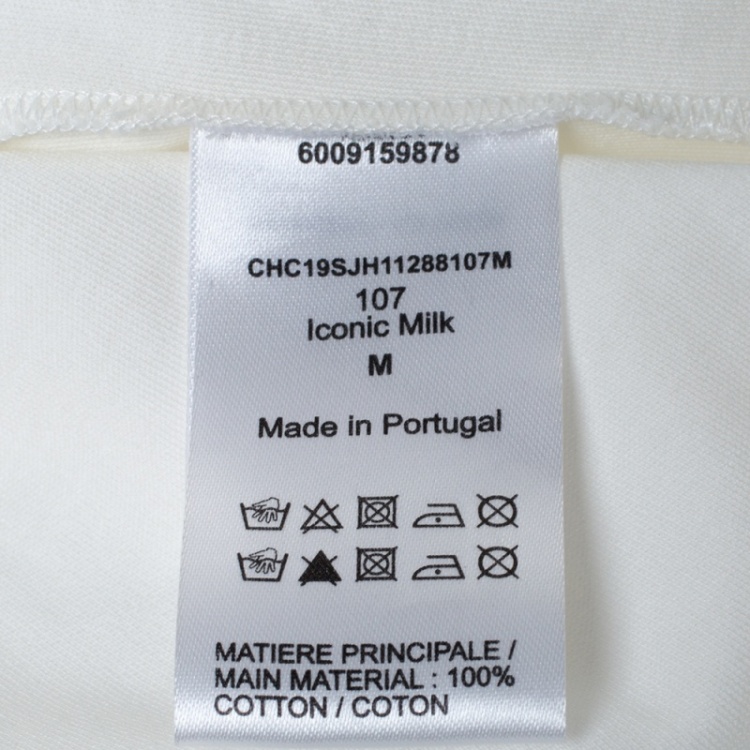 6009159878
CHC19SJH11288107M
107
Iconic Milk
M
Made in Portugal
MATIERE PRINCIPALE /
MAIN MATERIAL : 100%
COTTON / COTON